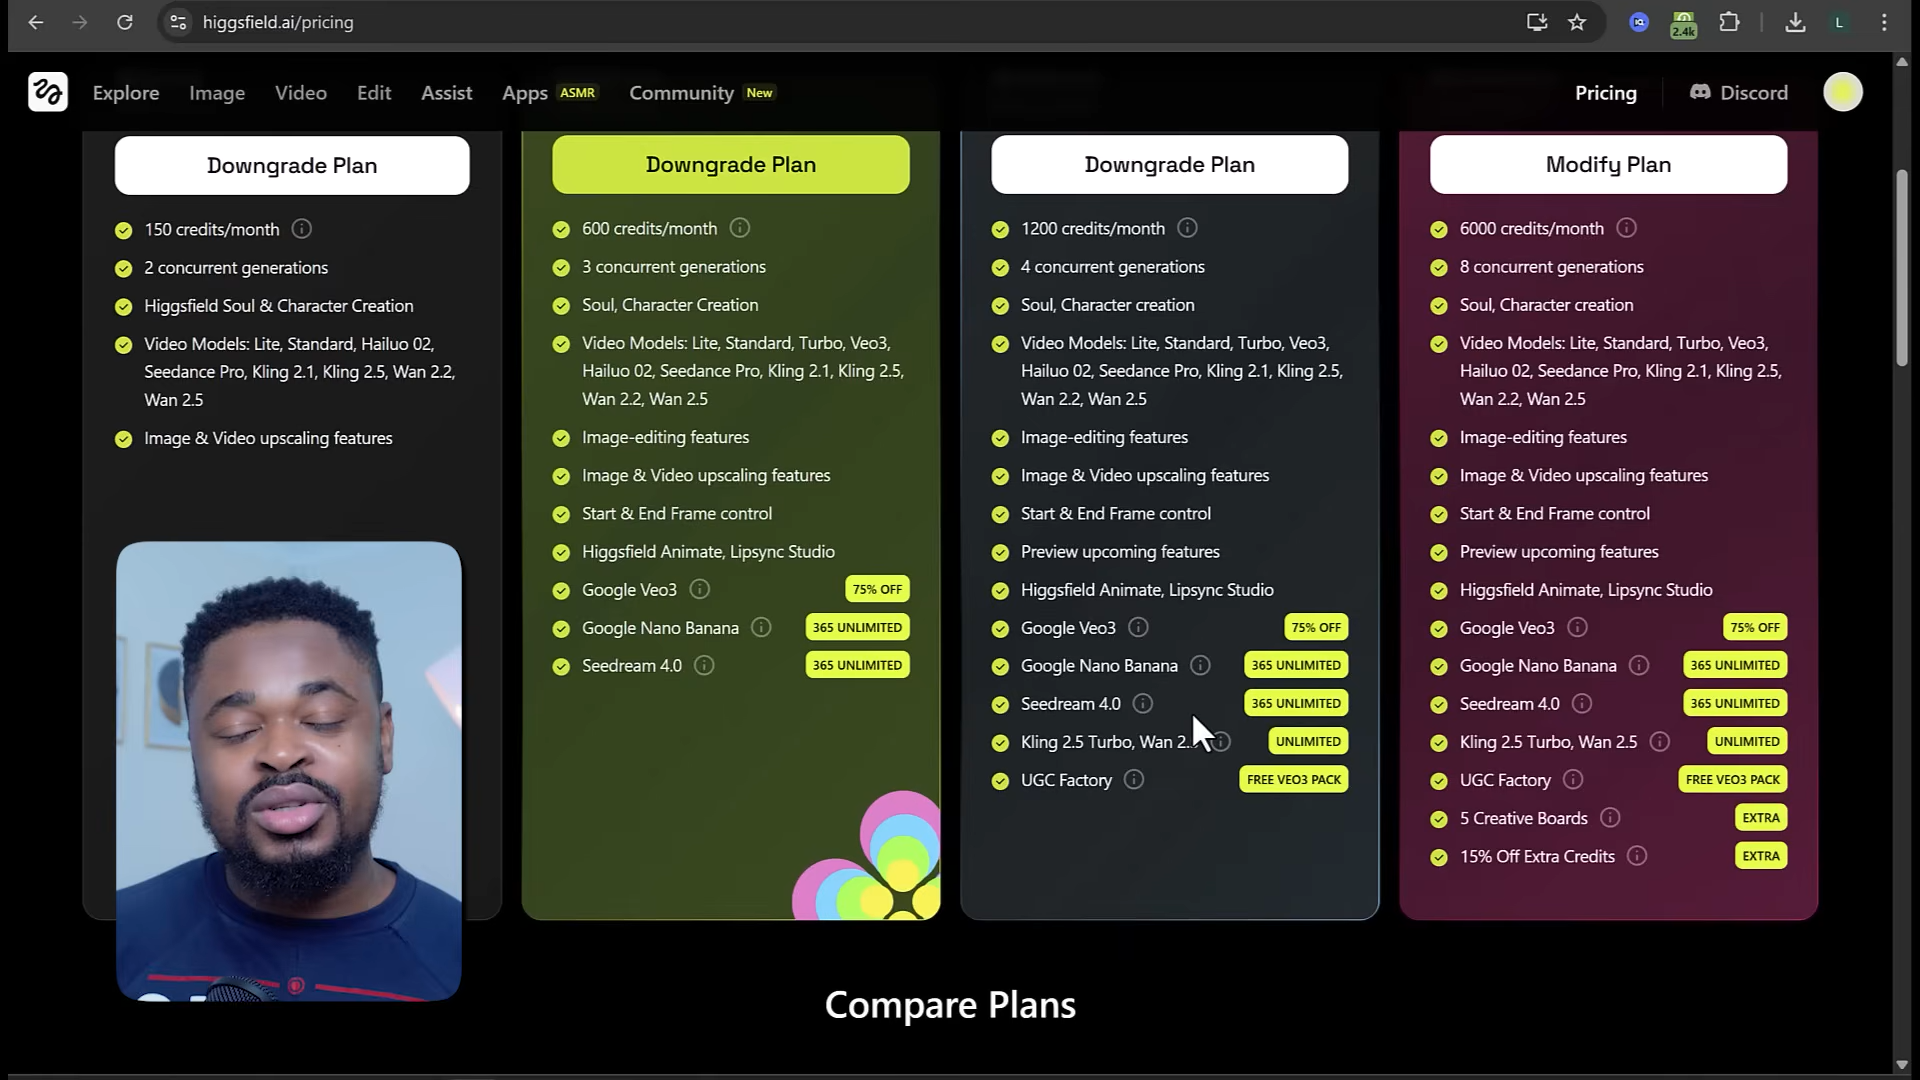 higgsfield.ai/pricing
2.4k
L
Explore
Image
Video
Edit
Assist
Apps
ASMR
Community
New
Pricing
Discord
Downgrade Plan
150 credits/month
2 concurrent generations
Higgsfield Soul & Character Creation
Video Models: Lite, Standard, Hailuo 02,
Seedance Pro, Kling 2.1, Kling 2.5, Wan 2.2,
Wan 2.5
Image & Video upscaling features
Downgrade Plan
600 credits/month
3 concurrent generations
Soul, Character Creation
Video Models: Lite, Standard, Turbo, Veo3,
Hailuo 02, Seedance Pro, Kling 2.1, Kling 2.5,
Wan 2.2, Wan 2.5
Image-editing features
Image & Video upscaling features
Start & End Frame control
Higgsfield Animate, Lipsync Studio
Google Veo3 75% OFF
Google Nano Banana 365 UNLIMITED
Seedream 4.0 365 UNLIMITED
Downgrade Plan
1200 credits/month
4 concurrent generations
Soul, Character creation
Video Models: Lite, Standard, Turbo, Veo3,
Hailuo 02, Seedance Pro, Kling 2.1, Kling 2.5,
Wan 2.2, Wan 2.5
Image-editing features
Image & Video upscaling features
Start & End Frame control
Preview upcoming features
Higgsfield Animate, Lipsync Studio
Google Veo3 75% OFF
Google Nano Banana 365 UNLIMITED
Seedream 4.0 365 UNLIMITED
Kling 2.5 Turbo, Wan 2. UNLIMITED
UGC Factory FREE VEO3 PACK
Modify Plan
6000 credits/month
8 concurrent generations
Soul, Character creation
Video Models: Lite, Standard, Turbo, Veo3,
Hailuo 02, Seedance Pro, Kling 2.1, Kling 2.5,
Wan 2.2, Wan 2.5
Image-editing features
Image & Video upscaling features
Start & End Frame control
Preview upcoming features
Higgsfield Animate, Lipsync Studio
Google Veo3 75% OFF
Google Nano Banana 365 UNLIMITED
Seedream 4.0 365 UNLIMITED
Kling 2.5 Turbo, Wan 2.5 UNLIMITED
UGC Factory FREE VEO3 PACK
5 Creative Boards EXTRA
15% Off Extra Credits EXTRA
Compare Plans